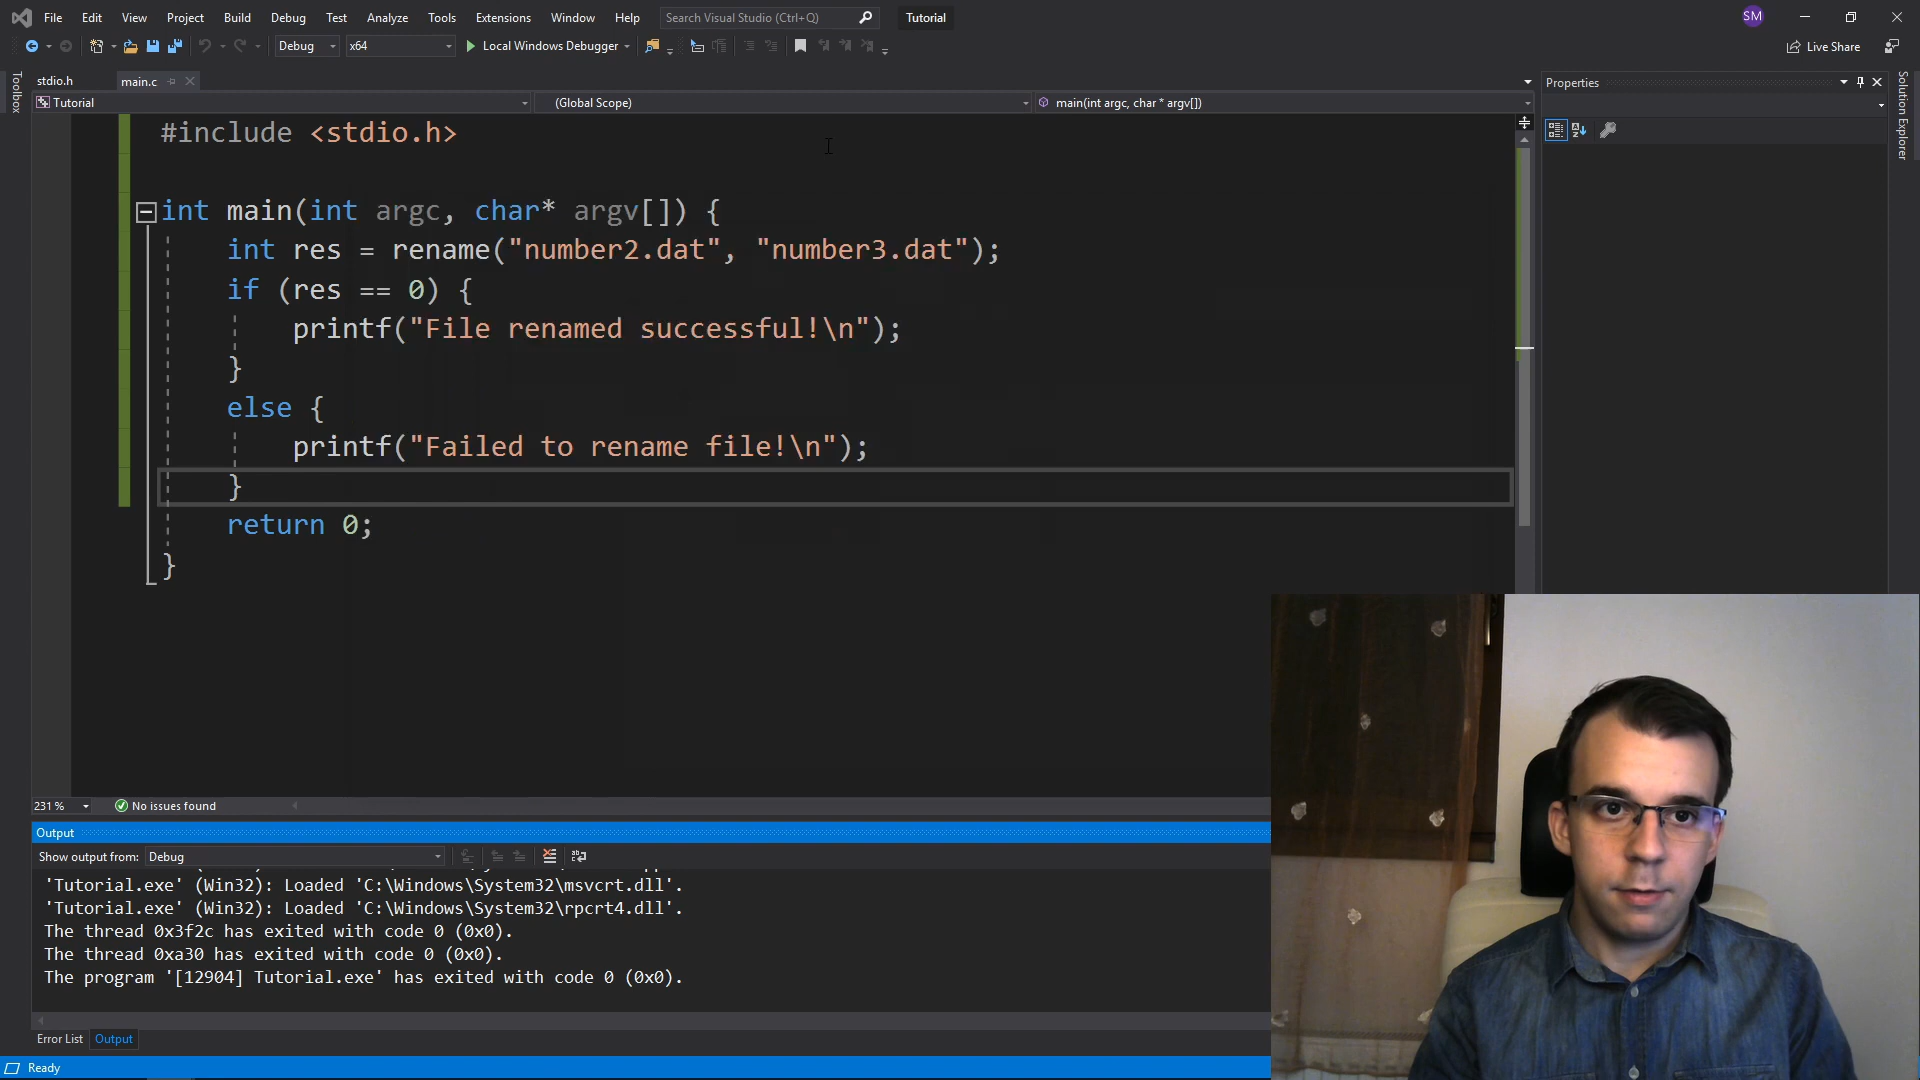 File Edit View Project Build Debug Test Analyze Tools Extensions Window Help Search Visual Studio (Ctrl+Q) Tutorial SM
Debug x64 Local Windows Debugger Live Share
stdio.h main.c
Tutorial (Global Scope) main(int argc, char * argv[])
Toolbox
Properties
Solution Explorer
#include <stdio.h>
int main(int argc, char* argv[]) {
int res = rename("number2.dat", "number3.dat");
if (res == 0) {
printf("File renamed successful!\n");
}
else {
printf("Failed to rename file!\n");
}
return 0;
}
231 % No issues found
Output
Show output from: Debug
'Tutorial.exe' (Win32): Loaded 'C:\Windows\System32\msvcrt.dll'.
'Tutorial.exe' (Win32): Loaded 'C:\Windows\System32\rpcrt4.dll'.
The thread 0x3f2c has exited with code 0 (0x0).
The thread 0xa30 has exited with code 0 (0x0).
The program '[12904] Tutorial.exe' has exited with code 0 (0x0).
Error List Output
Ready